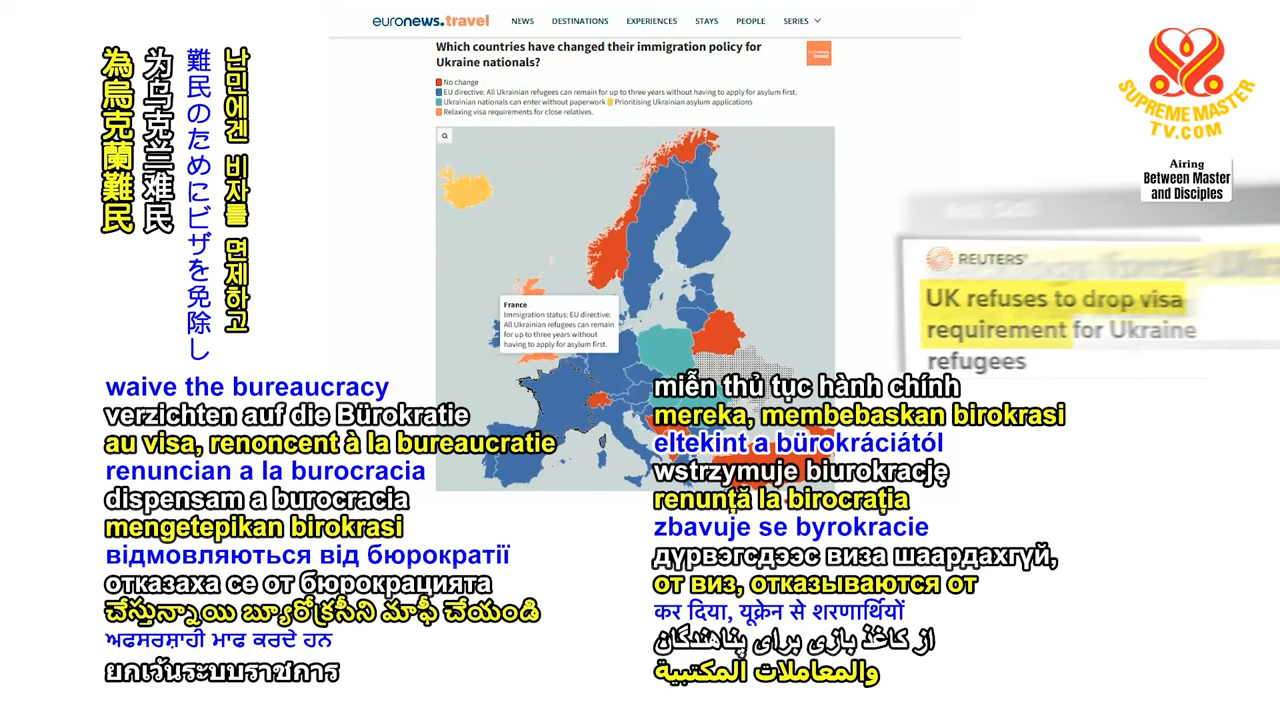 euronews.travel
NEWS DESTINATIONS EXPERIENCES STAYS PEOPLE SERIES
Which countries have changed their immigration policy for
Ukraine nationals?
No change
EU directive: All Ukrainian refugees can remain for up to three years without having to apply for asylum first.
Ukrainian nationals can enter without paperwork Prioritising Ukrainian asylum applications
Relaxing visa requirements for close relatives.
France
Immigration status: EU directive:
All Ukrainian refugees can remain
for up to three years without
having to apply for asylum first.
SUPREME MASTER
TV.COM
Airing
Between Master
and Disciples
REUTERS
UK refuses to drop visa
requirement for Ukraine
refugees
난민에겐 비자를 면제하고
難民のためにビザを免除し
为乌克兰难民
為烏克蘭難民
waive the bureaucracy
verzichten auf die Bürokratie
au visa, renoncent à la bureaucratie
renuncian a la burocracia
dispensam a burocracia
mengetepikan birokrasi
відмовляються від бюрократії
отказаха се от бюрокрацията
చేస్తున్నాయి బ్యూరోక్రసీని మాఫీ చేయండి
ਅਫਸਰਸ਼ਾਹੀ ਮਾਫ ਕਰਦੇ ਹਨ
ยกเว้นระบบราชการ
miễn thủ tục hành chính
mereka, membebaskan birokrasi
eltekint a bürokráciától
wstrzymuje biurokrację
renunță la birocrația
zbavuje se byrokracie
дүрвэгсдээс виза шаардахгүй,
от виз, отказываются от
कर दिया, यूक्रेन से शरणार्थियों
از کاغذ بازی برای پناهندگان
والمعاملات المكتبية